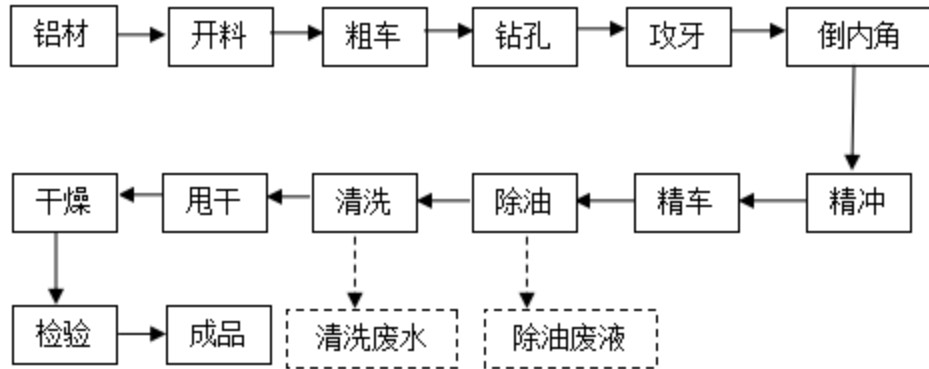 铝材 开料 粗车 钻孔 攻牙 倒内角
干燥 甩干 清洗 除油 精车 精冲
检验 成品 清洗废水 除油废液